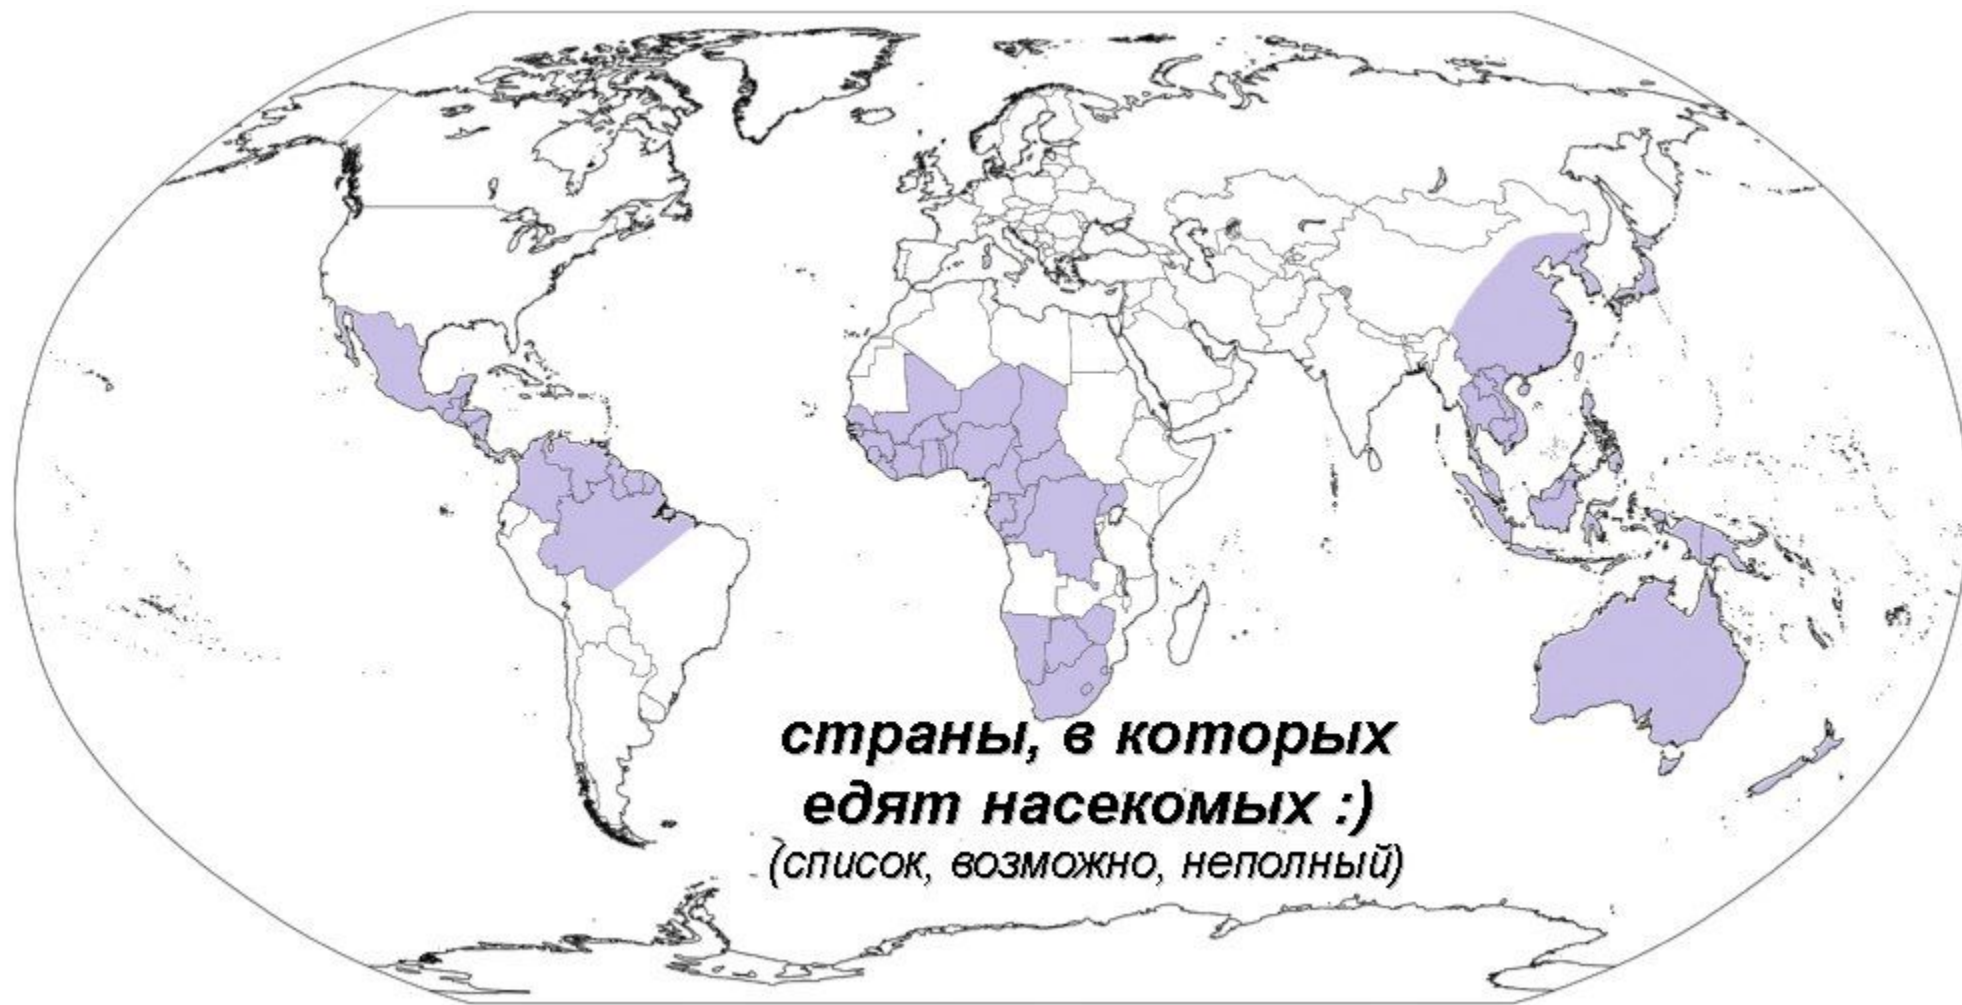 страны, в которых
едят насекомых :)
(список, возможно, неполный)